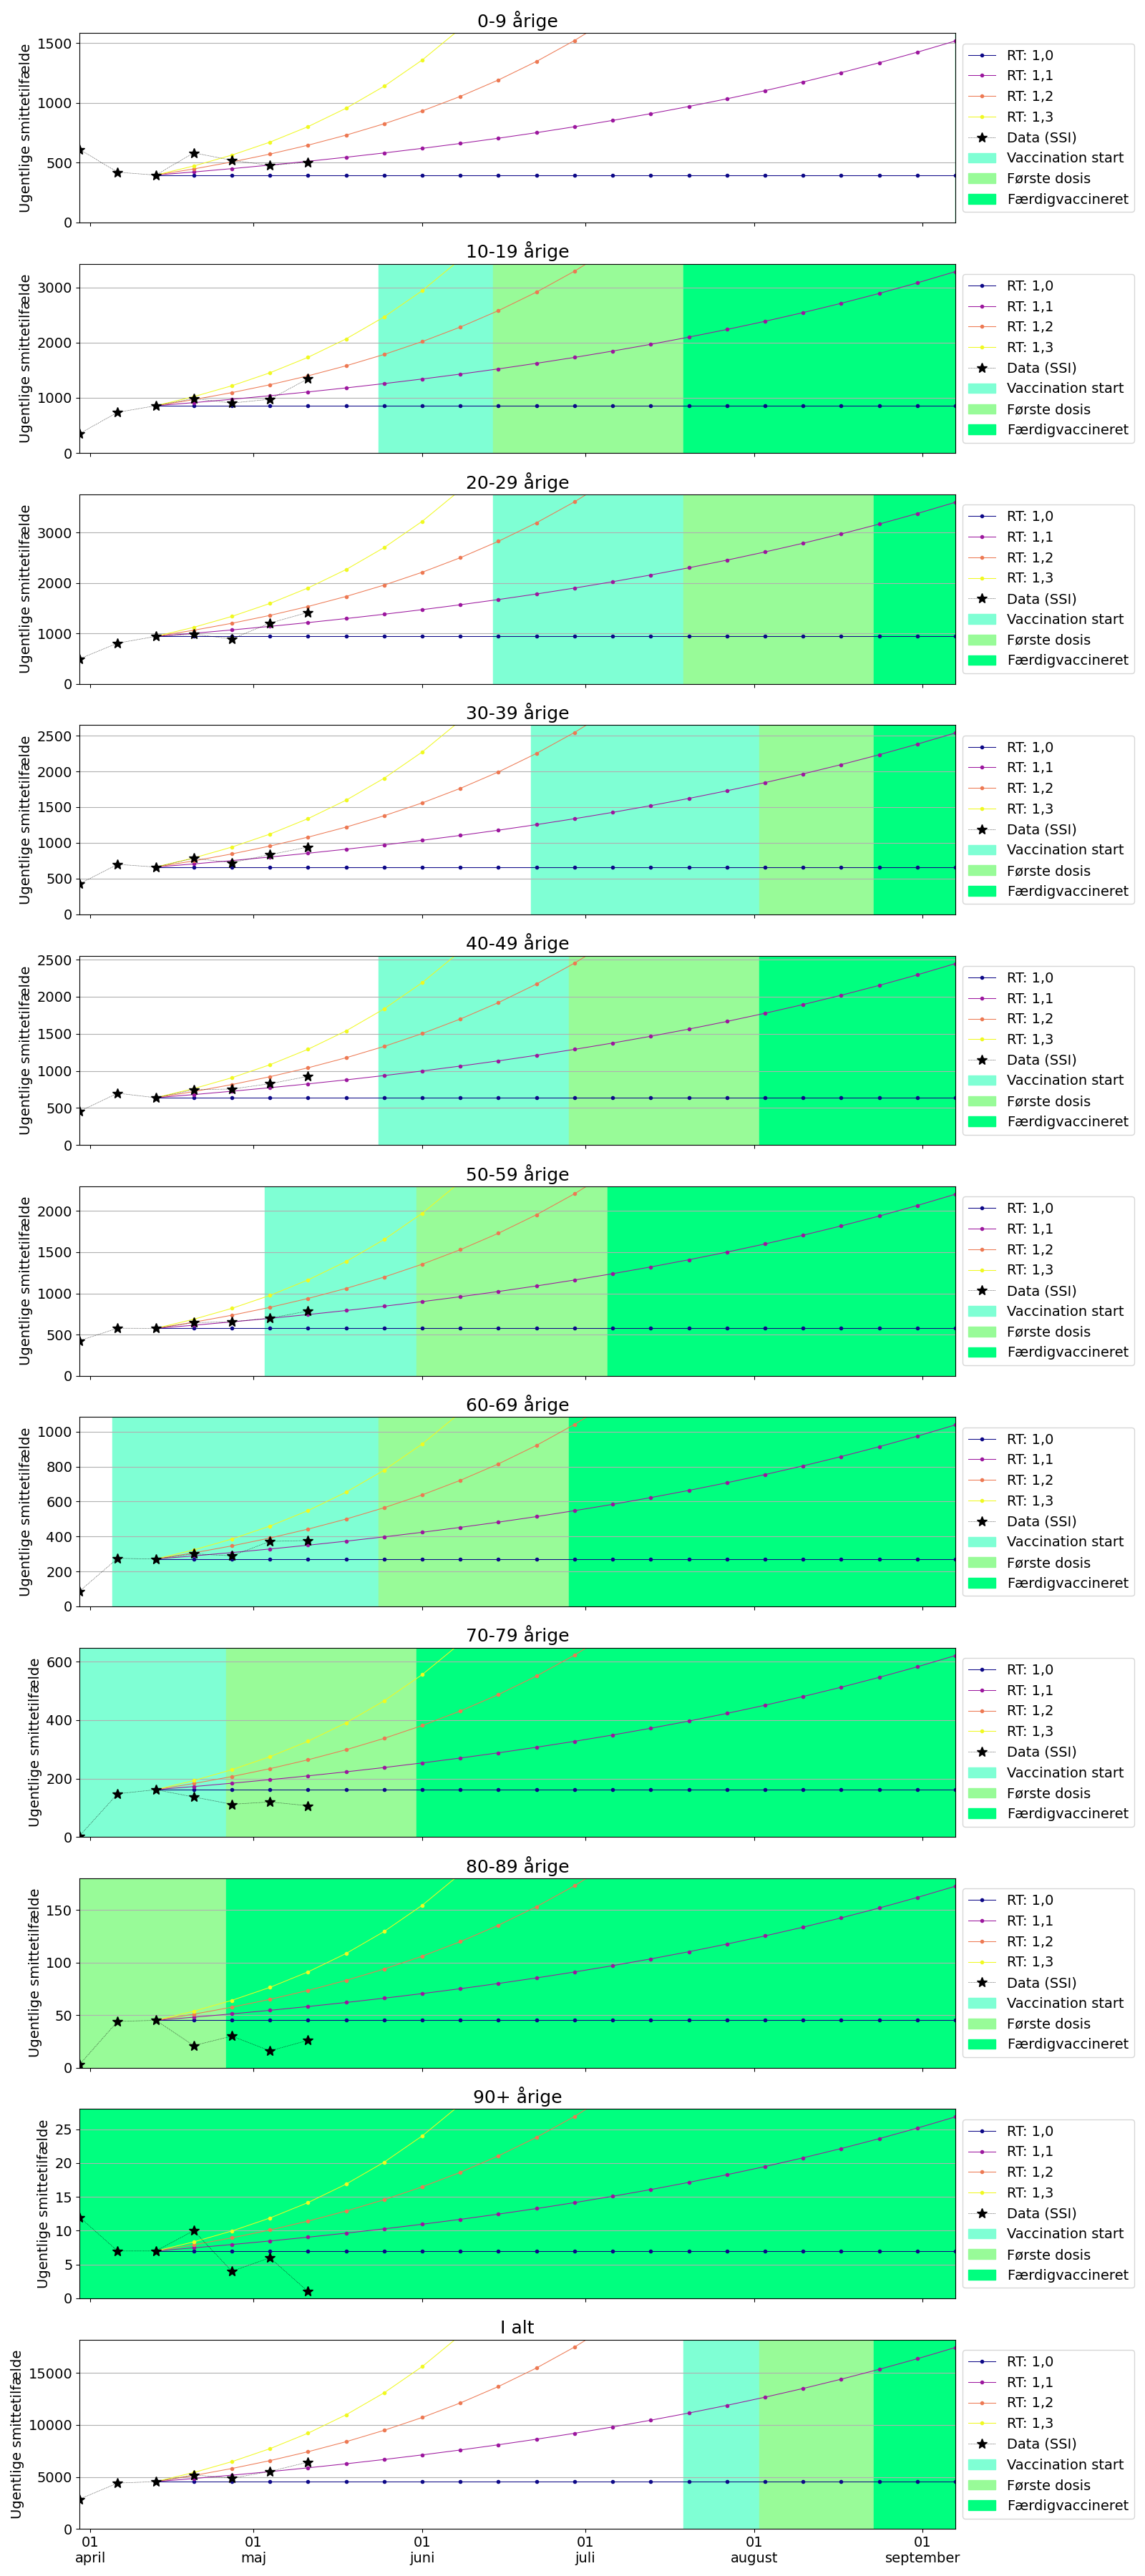 0-9 årige
Ugentlige smittetilfælde
1500
1000
500
0
RT: 1,0
RT: 1,1
RT: 1,2
RT: 1,3
Data (SSI)
Vaccination start
Første dosis
Færdigvaccineret
10-19 årige
Ugentlige smittetilfælde
3000
2000
1000
0
RT: 1,0
RT: 1,1
RT: 1,2
RT: 1,3
Data (SSI)
Vaccination start
Første dosis
Færdigvaccineret
20-29 årige
Ugentlige smittetilfælde
3000
2000
1000
0
RT: 1,0
RT: 1,1
RT: 1,2
RT: 1,3
Data (SSI)
Vaccination start
Første dosis
Færdigvaccineret
30-39 årige
Ugentlige smittetilfælde
2500
2000
1500
1000
500
0
RT: 1,0
RT: 1,1
RT: 1,2
RT: 1,3
Data (SSI)
Vaccination start
Første dosis
Færdigvaccineret
40-49 årige
Ugentlige smittetilfælde
2500
2000
1500
1000
500
0
RT: 1,0
RT: 1,1
RT: 1,2
RT: 1,3
Data (SSI)
Vaccination start
Første dosis
Færdigvaccineret
50-59 årige
Ugentlige smittetilfælde
2000
1500
1000
500
0
RT: 1,0
RT: 1,1
RT: 1,2
RT: 1,3
Data (SSI)
Vaccination start
Første dosis
Færdigvaccineret
60-69 årige
Ugentlige smittetilfælde
1000
800
600
400
200
0
RT: 1,0
RT: 1,1
RT: 1,2
RT: 1,3
Data (SSI)
Vaccination start
Første dosis
Færdigvaccineret
70-79 årige
Ugentlige smittetilfælde
600
400
200
0
RT: 1,0
RT: 1,1
RT: 1,2
RT: 1,3
Data (SSI)
Vaccination start
Første dosis
Færdigvaccineret
80-89 årige
Ugentlige smittetilfælde
150
100
50
0
RT: 1,0
RT: 1,1
RT: 1,2
RT: 1,3
Data (SSI)
Vaccination start
Første dosis
Færdigvaccineret
90+ årige
Ugentlige smittetilfælde
25
20
15
10
5
0
RT: 1,0
RT: 1,1
RT: 1,2
RT: 1,3
Data (SSI)
Vaccination start
Første dosis
Færdigvaccineret
I alt
Ugentlige smittetilfælde
15000
10000
5000
0
RT: 1,0
RT: 1,1
RT: 1,2
RT: 1,3
Data (SSI)
Vaccination start
Første dosis
Færdigvaccineret
01 01 01 01 01 01
april maj juni juli august september